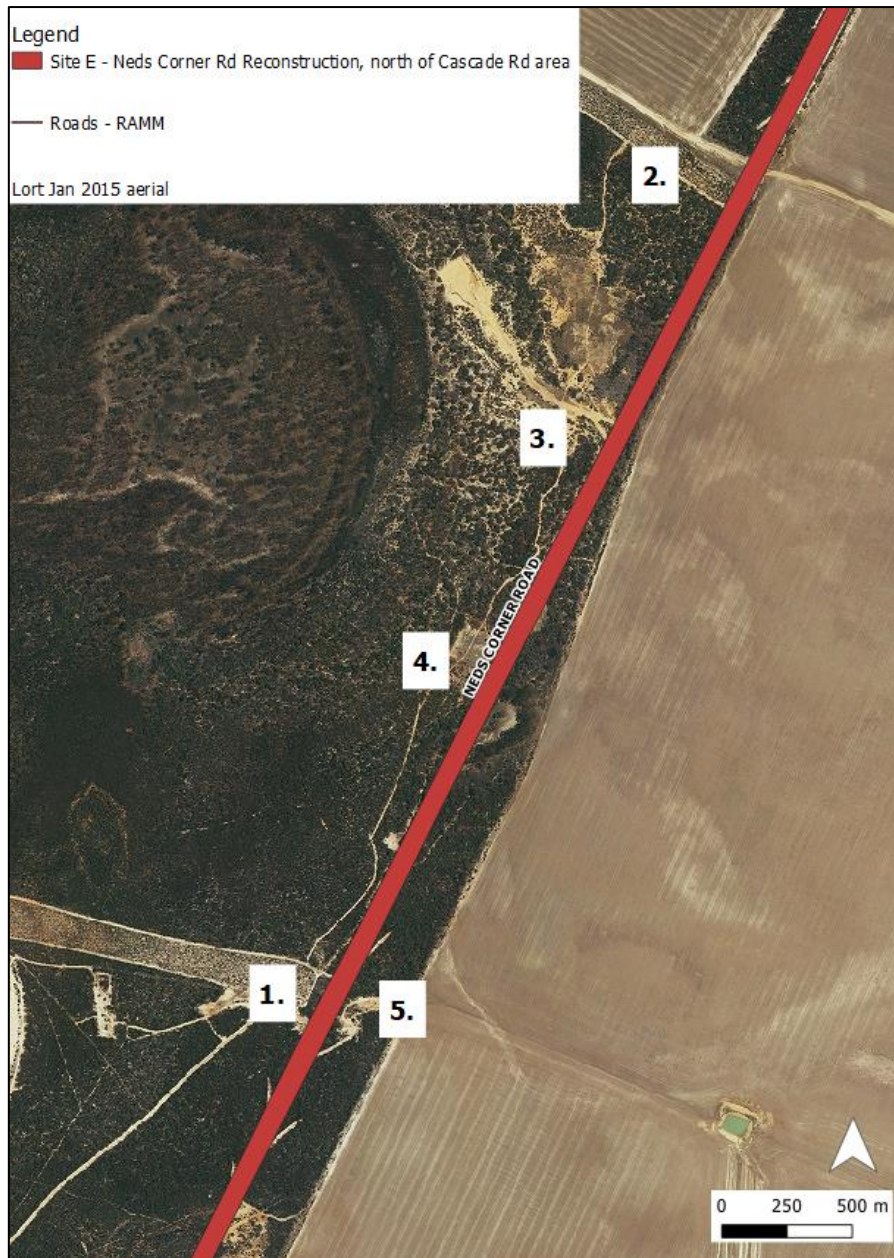 Legend
Site E - Neds Corner Rd Reconstruction, north of Cascade Rd area
Roads - RAMM
Lort Jan 2015 aerial
2.
3.
NEDS CORNER ROAD
4.
1.
5.
0 250 500 m